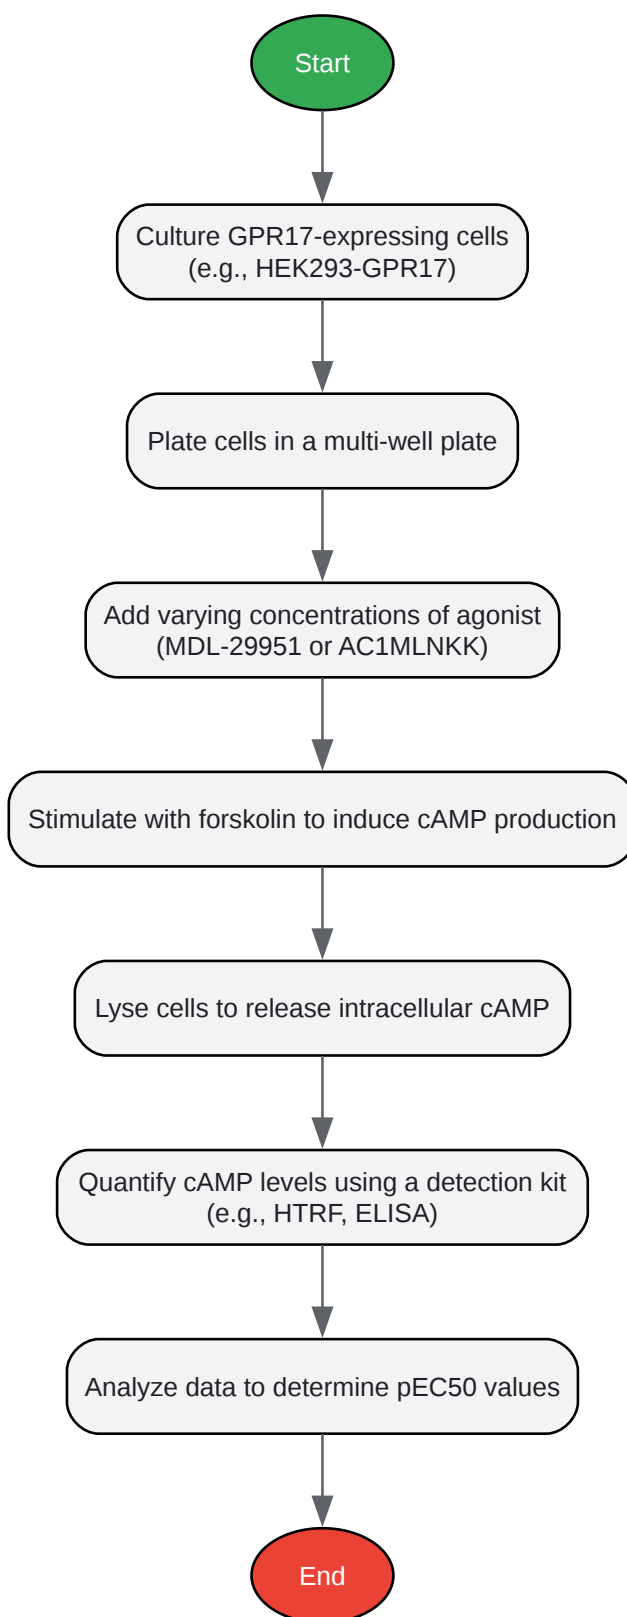 Start
Culture GPR17-expressing cells
(e.g., HEK293-GPR17)
Plate cells in a multi-well plate
Add varying concentrations of agonist
(MDL-29951 or AC1MLNKK)
Stimulate with forskolin to induce cAMP production
Lyse cells to release intracellular cAMP
Quantify cAMP levels using a detection kit
(e.g., HTRF, ELISA)
Analyze data to determine pEC50 values
End